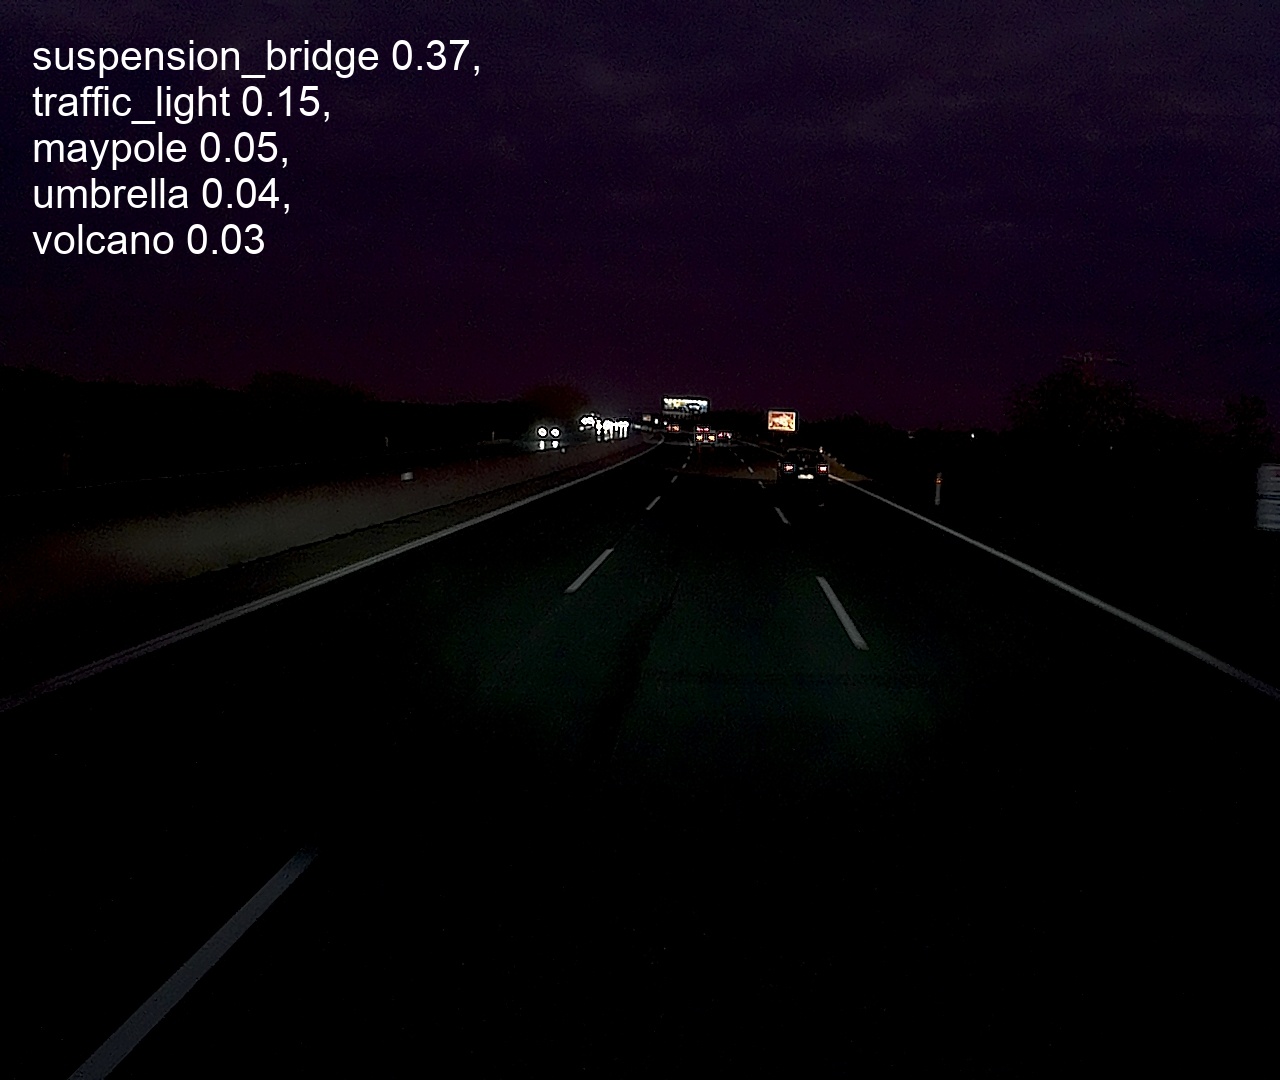 suspension_bridge 0.37,
traffic_light 0.15,
maypole 0.05,
umbrella 0.04,
volcano 0.03